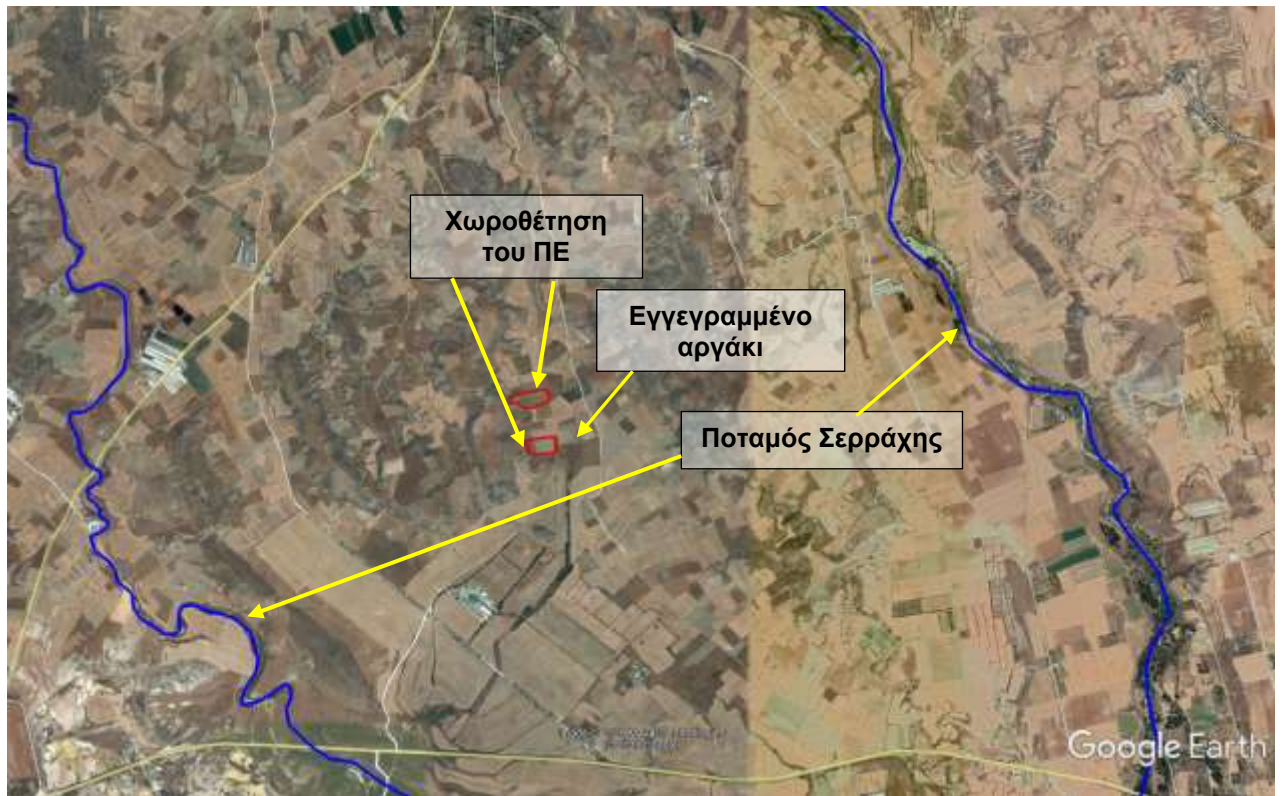 Χωροθέτηση
του ΠΕ
Εγγεγραμμένο
αργάκι
Ποταμός Σερράχης
Google Earth